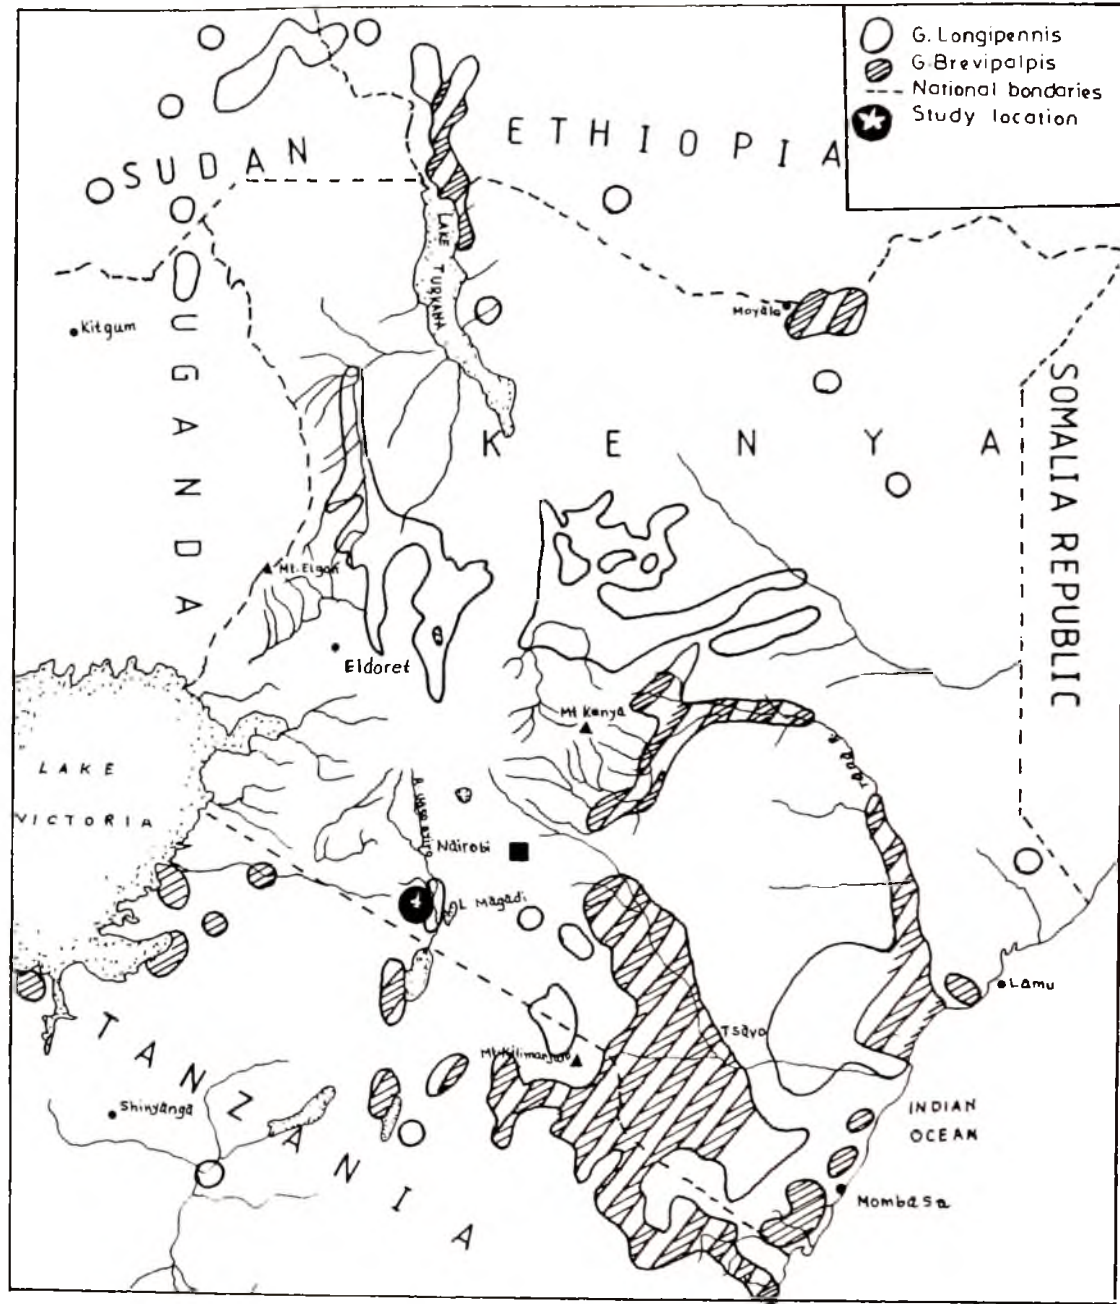 G. Longipennis
G. Brevipalpis
National bondaries
Study location
SUDAN
ETHIOPIA
LAKE TURKANA
Moyale
Kitgum
UGANDA
KENYA
SOMALIA REPUBLIC
Mt. Elgon
Eldoret
Mt Kenya
LAKE
VICTORIA
Tana R.
Nairobi
L Magadi
Lamu
Tsavo
Mt. Kilimanjaro
TANZANIA
Shinyanga
INDIAN
OCEAN
Mombasa